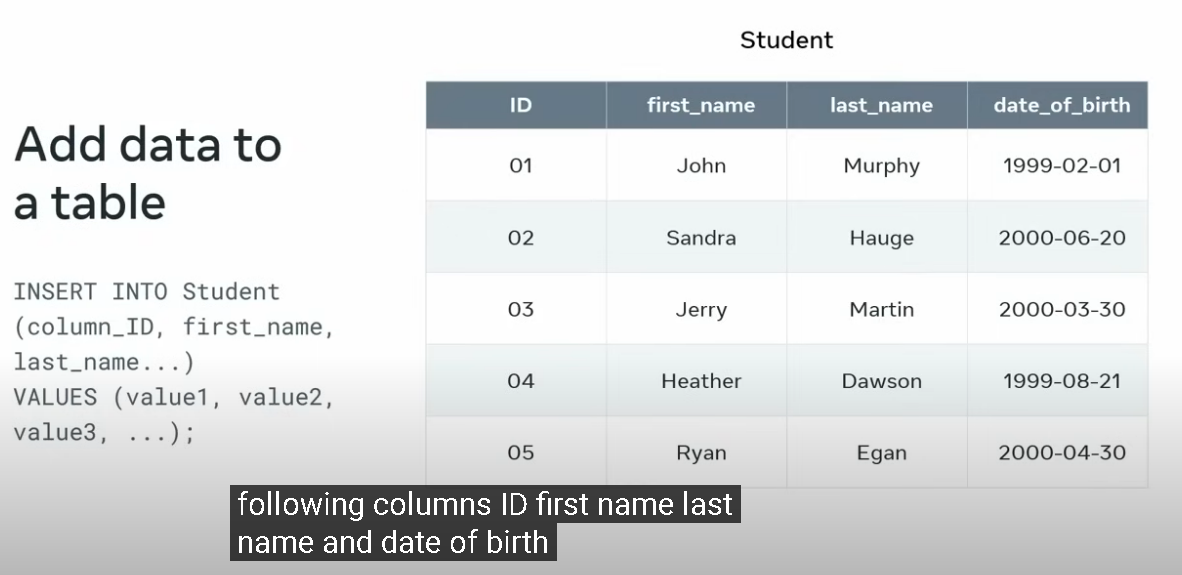 Add data to
a table
INSERT INTO Student
(column_ID, first_name,
last_name...)
VALUES (value1, value2,
value3, ...);
Student
ID first_name last_name date_of_birth
01 John Murphy 1999-02-01
02 Sandra Hauge 2000-06-20
03 Jerry Martin 2000-03-30
04 Heather Dawson 1999-08-21
05 Ryan Egan 2000-04-30
following columns ID first name last
name and date of birth